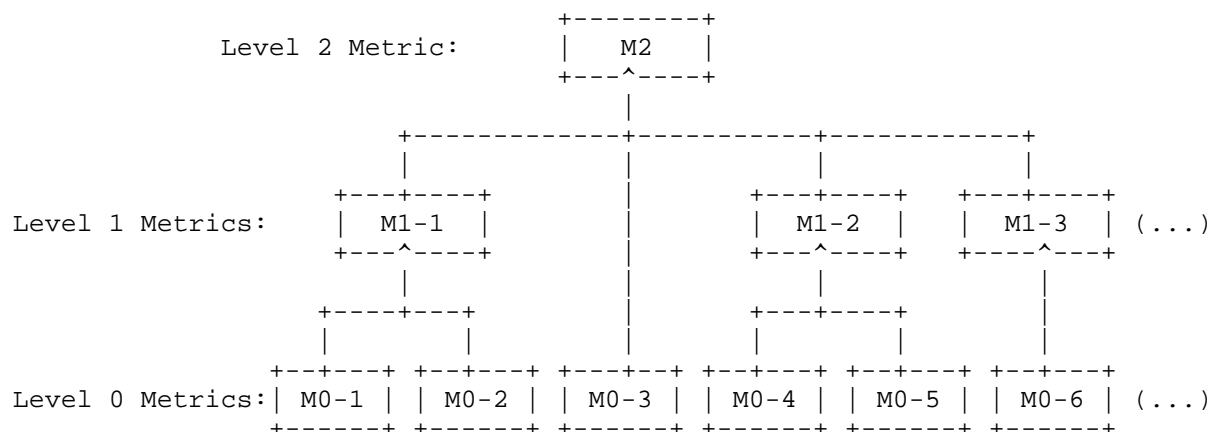 Level 2 Metric: M2
Level 1 Metrics: M1-1 M1-2 M1-3 (...)
Level 0 Metrics: M0-1 M0-2 M0-3 M0-4 M0-5 M0-6 (...)